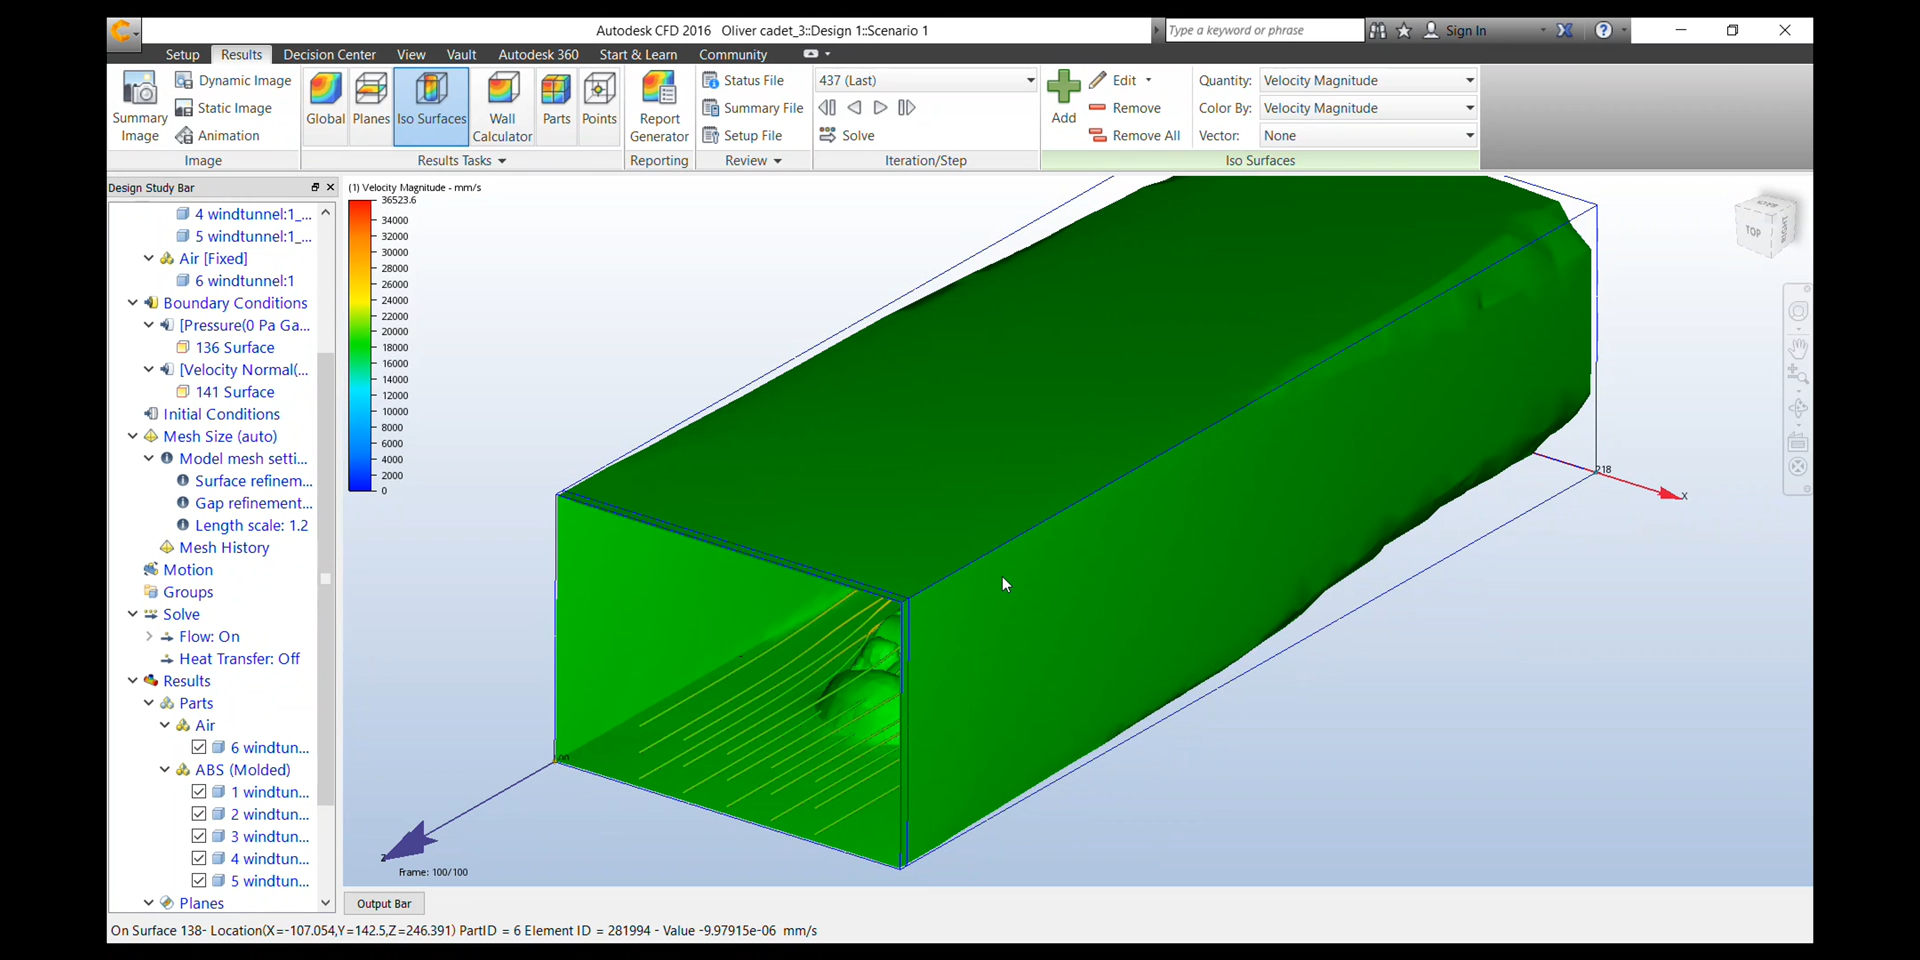 Autodesk CFD 2016 Oliver cadet_3::Design 1::Scenario 1
Type a keyword or phrase
Sign In
Setup Results Decision Center View Vault Autodesk 360 Start & Learn Community
Summary Image
Dynamic Image
Static Image
Animation
Image
Global
Planes
Iso Surfaces
Wall Calculator
Parts
Points
Results Tasks
Report Generator
Reporting
Status File
Summary File
Setup File
Review
437 (Last)
Solve
Iteration/Step
Add
Edit
Remove
Remove All
Quantity: Velocity Magnitude
Color By: Velocity Magnitude
Vector: None
Iso Surfaces
Design Study Bar
4 windtunnel:1_...
5 windtunnel:1_...
Air [Fixed]
6 windtunnel:1
Boundary Conditions
[Pressure(0 Pa Ga...
136 Surface
[Velocity Normal(...
141 Surface
Initial Conditions
Mesh Size (auto)
Model mesh setti...
Surface refinem...
Gap refinement...
Length scale: 1.2
Mesh History
Motion
Groups
Solve
Flow: On
Heat Transfer: Off
Results
Parts
Air
6 windtun...
ABS (Molded)
1 windtun...
2 windtun...
3 windtun...
4 windtun...
5 windtun...
Planes
(1) Velocity Magnitude - mm/s
36523.6
34000
32000
30000
28000
26000
24000
22000
20000
18000
16000
14000
12000
10000
8000
6000
4000
2000
0
TOP
RIGHT
218
X
Z
Frame: 100/100
Output Bar
On Surface 138- Location(X=-107.054,Y=142.5,Z=246.391) PartID = 6 Element ID = 281994 - Value -9.97915e-06 mm/s